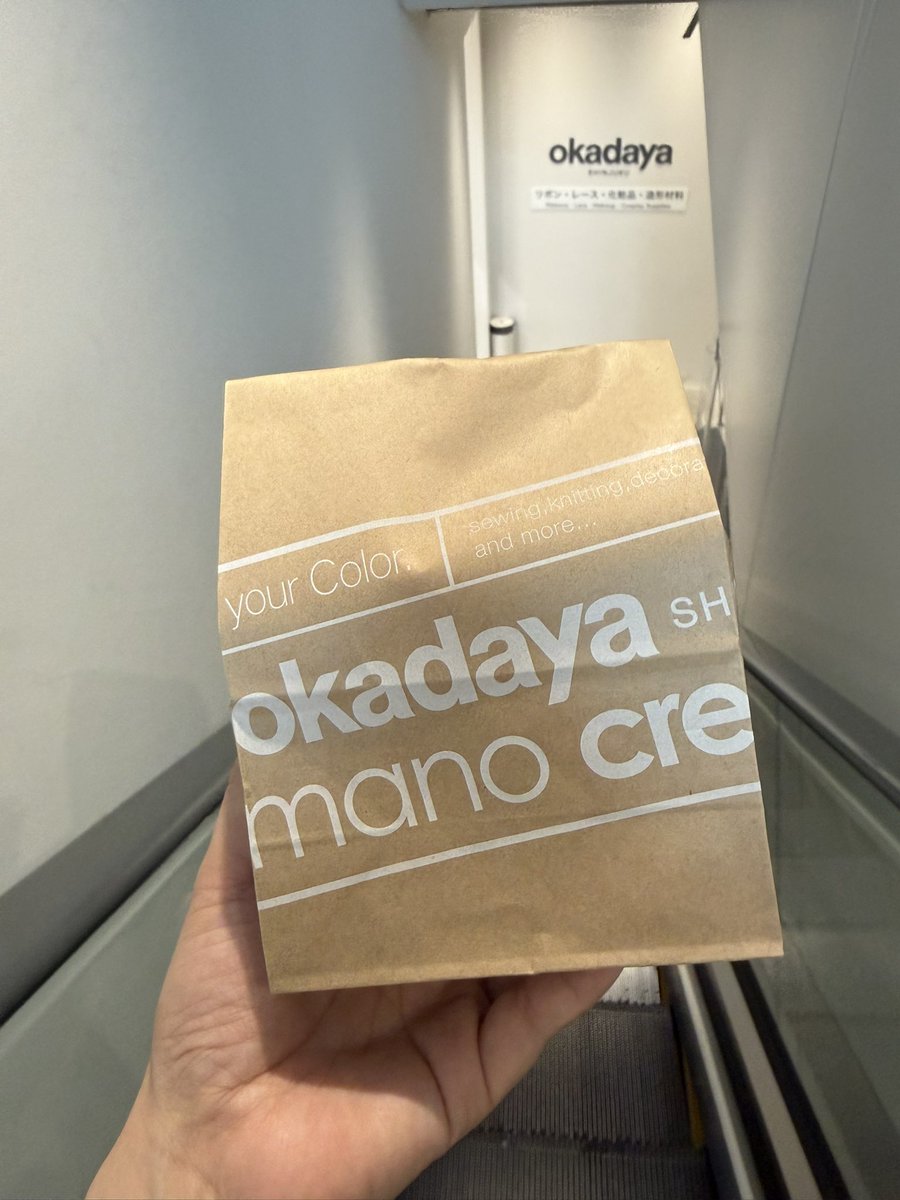 okadaya
リボン・レース・化粧品・造形材料
your Color.
sewing,knitting,decora
and more...
okadaya SH
mano cre